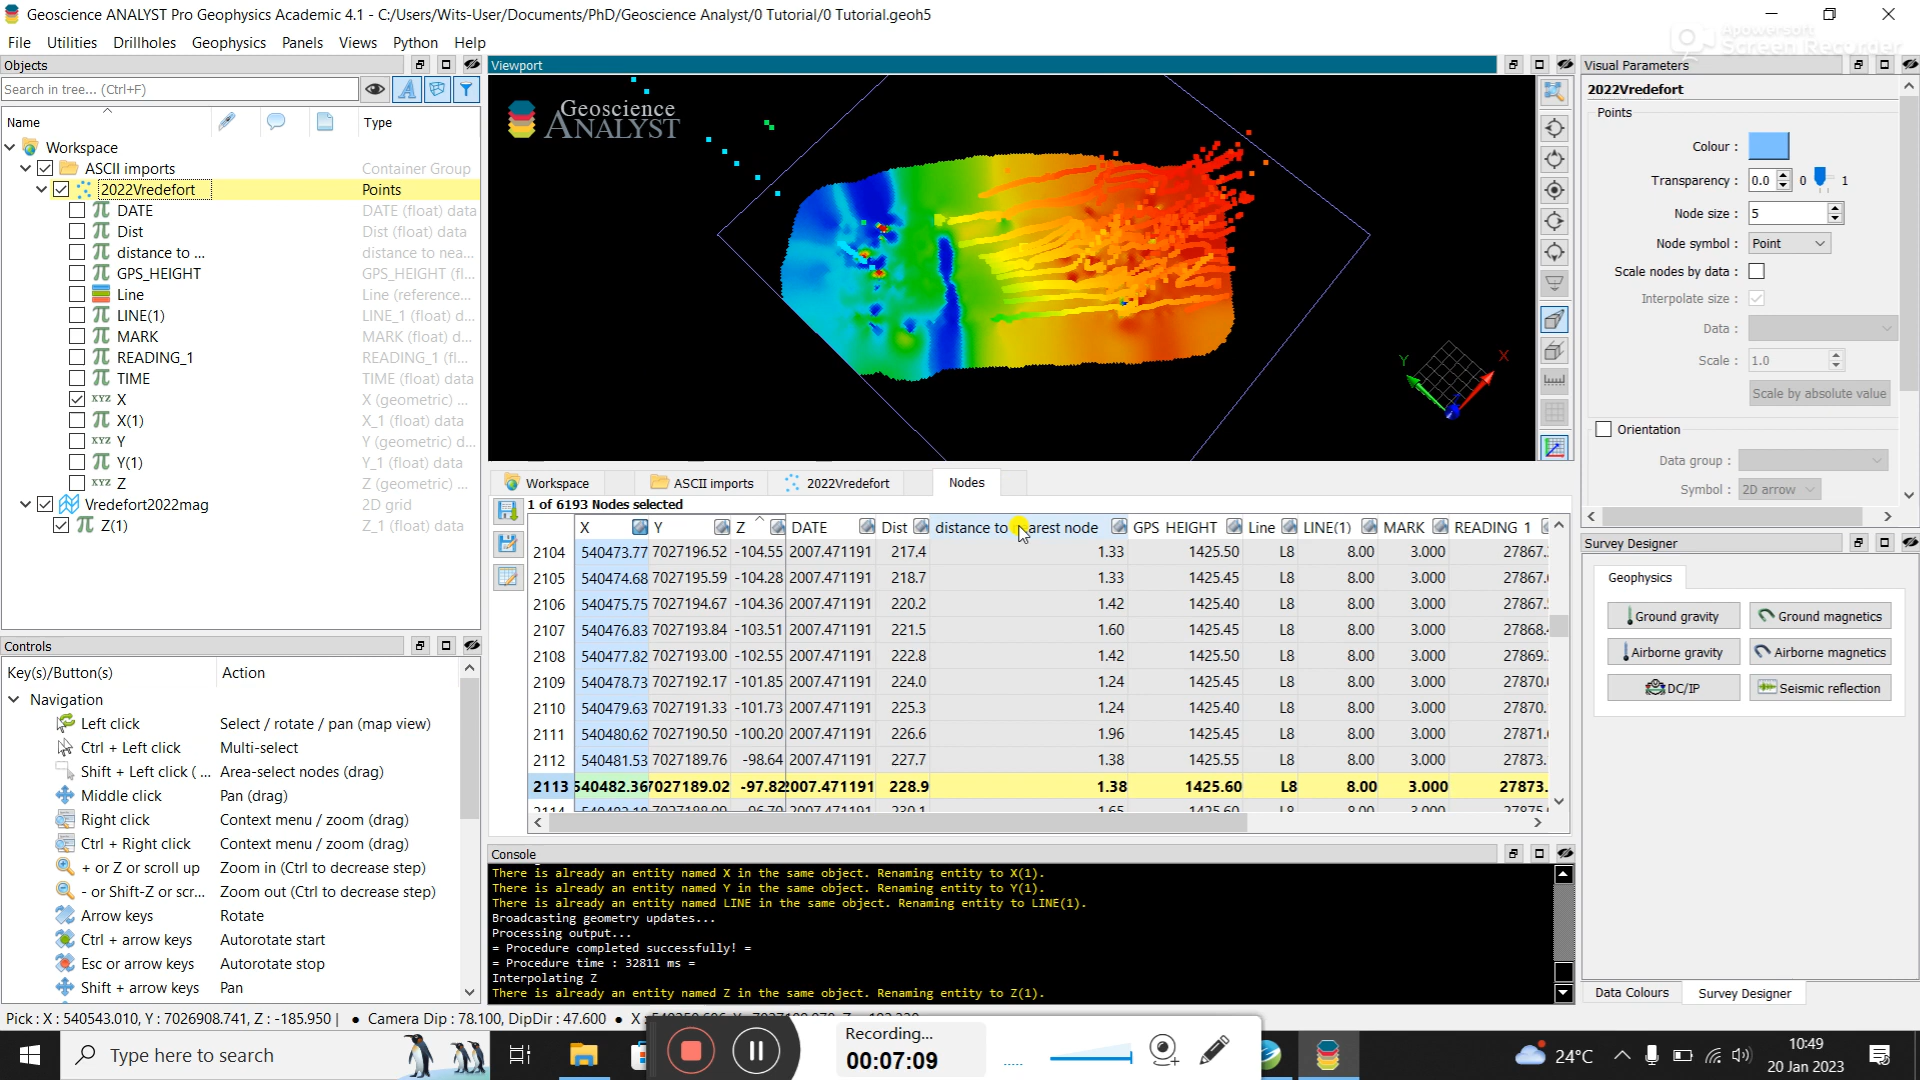 Geoscience ANALYST Pro Geophysics Academic 4.1 - C:/Users/Wits-User/Documents/PhD/Geoscience Analyst/0 Tutorial/0 Tutorial.geoh5
Apowersoft
Screen Recorder
File Utilities Drillholes Geophysics Panels Views Python Help
Objects
Search in tree... (Ctrl+F)
Name Type
Workspace
ASCII imports Container Group
2022Vredefort Points
DATE DATE (float) data
Dist Dist (float) data
distance to ... distance to nea...
GPS_HEIGHT GPS_HEIGHT (fl...
Line Line (reference...
LINE(1) LINE_1 (float) d...
MARK MARK (float) d...
READING_1 READING_1 (fl...
TIME TIME (float) data
XYZ X X (geometric) ...
X(1) X_1 (float) data
XYZ Y Y (geometric) d...
Y(1) Y_1 (float) data
XYZ Z Z (geometric) ...
Vredefort2022mag 2D grid
Z(1) Z_1 (float) data
Controls
Key(s)/Button(s) Action
Navigation
Left click Select / rotate / pan (map view)
Ctrl + Left click Multi-select
Shift + Left click ( ... Area-select nodes (drag)
Middle click Pan (drag)
Right click Context menu / zoom (drag)
Ctrl + Right click Context menu / zoom (drag)
+ or Z or scroll up Zoom in (Ctrl to decrease step)
- or Shift-Z or scr... Zoom out (Ctrl to decrease step)
Arrow keys Rotate
Ctrl + arrow keys Autorotate start
Esc or arrow keys Autorotate stop
Shift + arrow keys Pan
Viewport
Geoscience
ANALYST
Y X
Workspace ASCII imports 2022Vredefort Nodes
1 of 6193 Nodes selected
X Y Z DATE Dist distance to earest node GPS HEIGHT Line LINE(1) MARK READING 1
2104 540473.77 7027196.52 -104.55 2007.471191 217.4 1.33 1425.50 L8 8.00 3.000 27867.
2105 540474.68 7027195.59 -104.28 2007.471191 218.7 1.33 1425.45 L8 8.00 3.000 27867.
2106 540475.75 7027194.67 -104.36 2007.471191 220.2 1.42 1425.40 L8 8.00 3.000 27867.
2107 540476.83 7027193.84 -103.51 2007.471191 221.5 1.60 1425.45 L8 8.00 3.000 27868.
2108 540477.82 7027193.00 -102.55 2007.471191 222.8 1.42 1425.50 L8 8.00 3.000 27869.
2109 540478.73 7027192.17 -101.85 2007.471191 224.0 1.24 1425.45 L8 8.00 3.000 27870.
2110 540479.63 7027191.33 -101.73 2007.471191 225.3 1.24 1425.40 L8 8.00 3.000 27870.
2111 540480.62 7027190.50 -100.20 2007.471191 226.6 1.96 1425.45 L8 8.00 3.000 27871.
2112 540481.53 7027189.76 -98.64 2007.471191 227.7 1.38 1425.55 L8 8.00 3.000 27873.
2113 540482.36 7027189.02 -97.82 2007.471191 228.9 1.38 1425.60 L8 8.00 3.000 27873.
Console
There is already an entity named X in the same object. Renaming entity to X(1).
There is already an entity named Y in the same object. Renaming entity to Y(1).
There is already an entity named LINE in the same object. Renaming entity to LINE(1).
Broadcasting geometry updates...
Processing output...
= Procedure completed successfully! =
= Procedure time : 32811 ms =
Interpolating Z
There is already an entity named Z in the same object. Renaming entity to Z(1).
Visual Parameters
2022Vredefort
Points
Colour :
Transparency : 0.0 0 1
Node size : 5
Node symbol : Point
Scale nodes by data :
Interpolate size :
Data :
Scale : 1.0
Scale by absolute value
Orientation
Data group :
Symbol : 2D arrow
Survey Designer
Geophysics
Ground gravity Ground magnetics
Airborne gravity Airborne magnetics
DC/IP Seismic reflection
Data Colours Survey Designer
Pick : X : 540543.010, Y : 7026908.741, Z : -185.950 | • Camera Dip : 78.100, DipDir : 47.600 • X
Type here to search
Recording...
00:07:09
24°C
10:49
20 Jan 2023